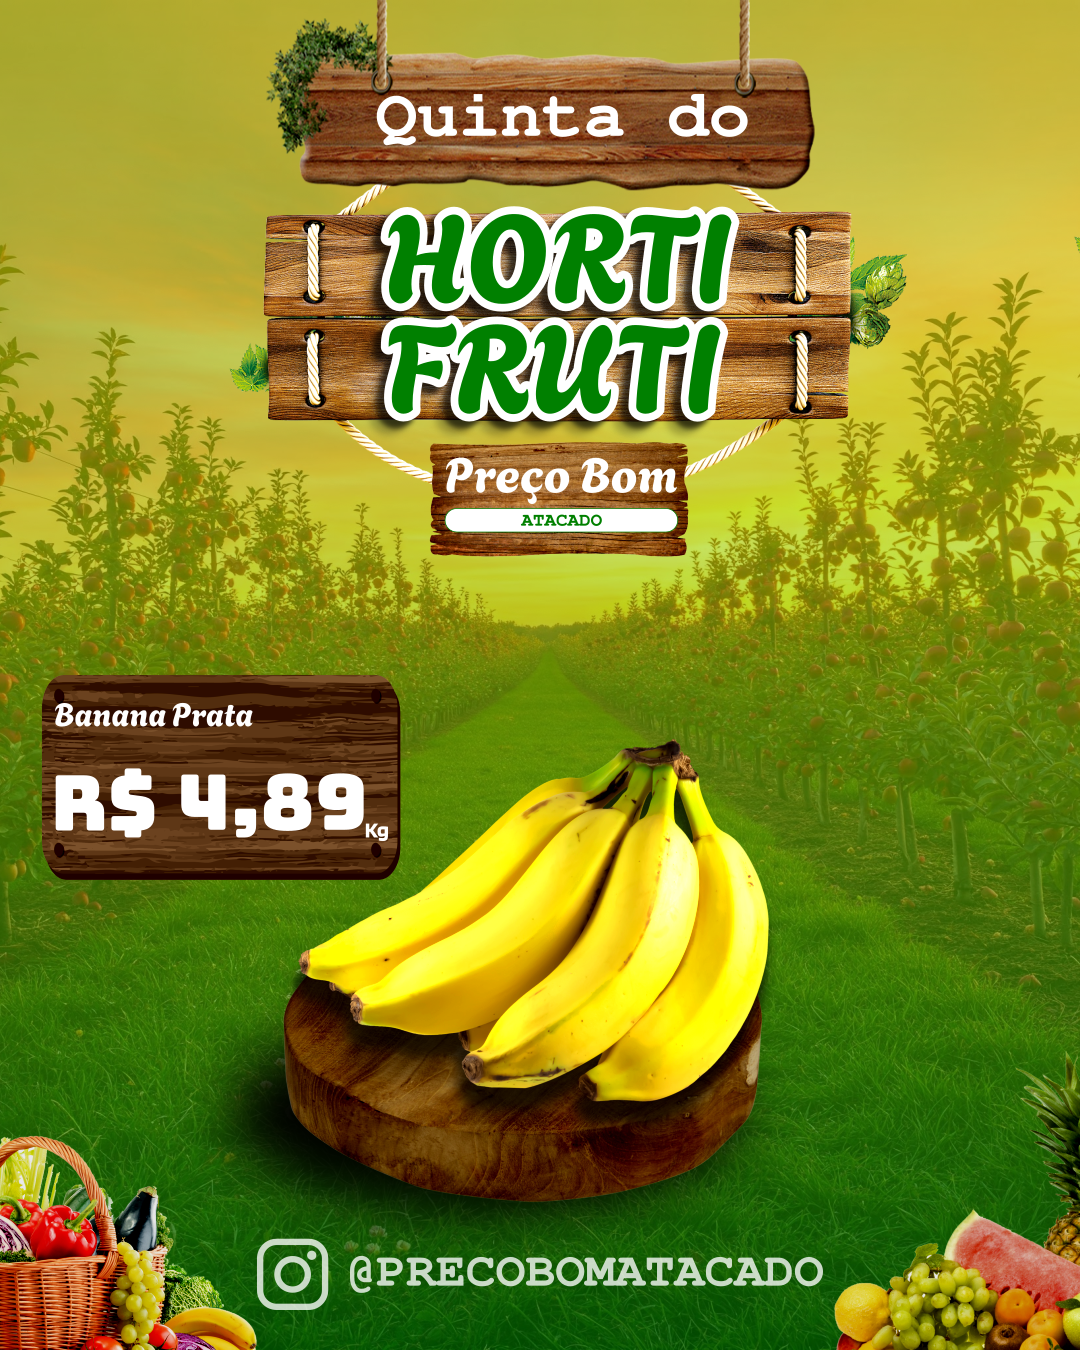 Quinta do
HORTI
FRUTI
Preço Bom
ATACADO
Banana Prata
R$ 4,89 Kg
@PRECOBOMATACADO